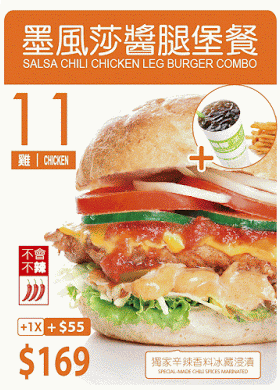 墨風莎醬腿堡餐
SALSA CHILI CHICKEN LEG BURGER COMBO
11
雞 | CHICKEN
+
不會
不辣
+1X + $55
$169
獨家辛辣香料冰藏浸漬
SPECIAL-MADE CHILI SPICES MARINATED